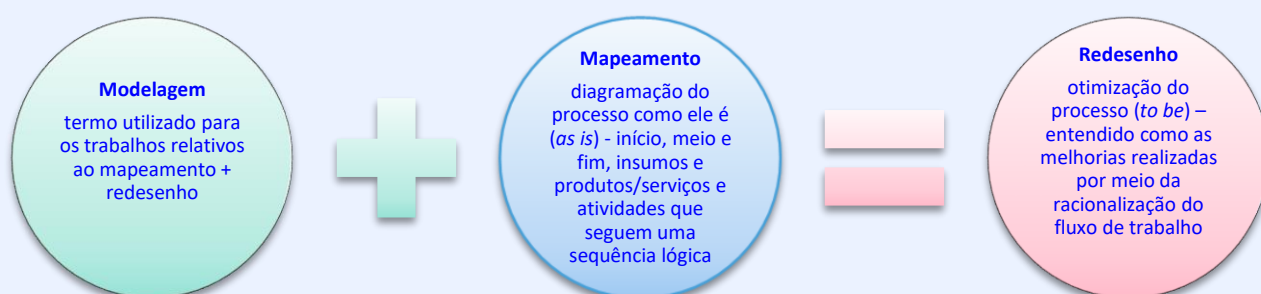 Modelagem
termo utilizado para
os trabalhos relativos
ao mapeamento +
redesenho
Mapeamento
diagramação do
processo como ele é
(as is) - início, meio e
fim, insumos e
produtos/serviços e
atividades que
seguem uma
sequência lógica
Redesenho
otimização do
processo (to be) –
entendido como as
melhorias realizadas
por meio da
racionalização do
fluxo de trabalho